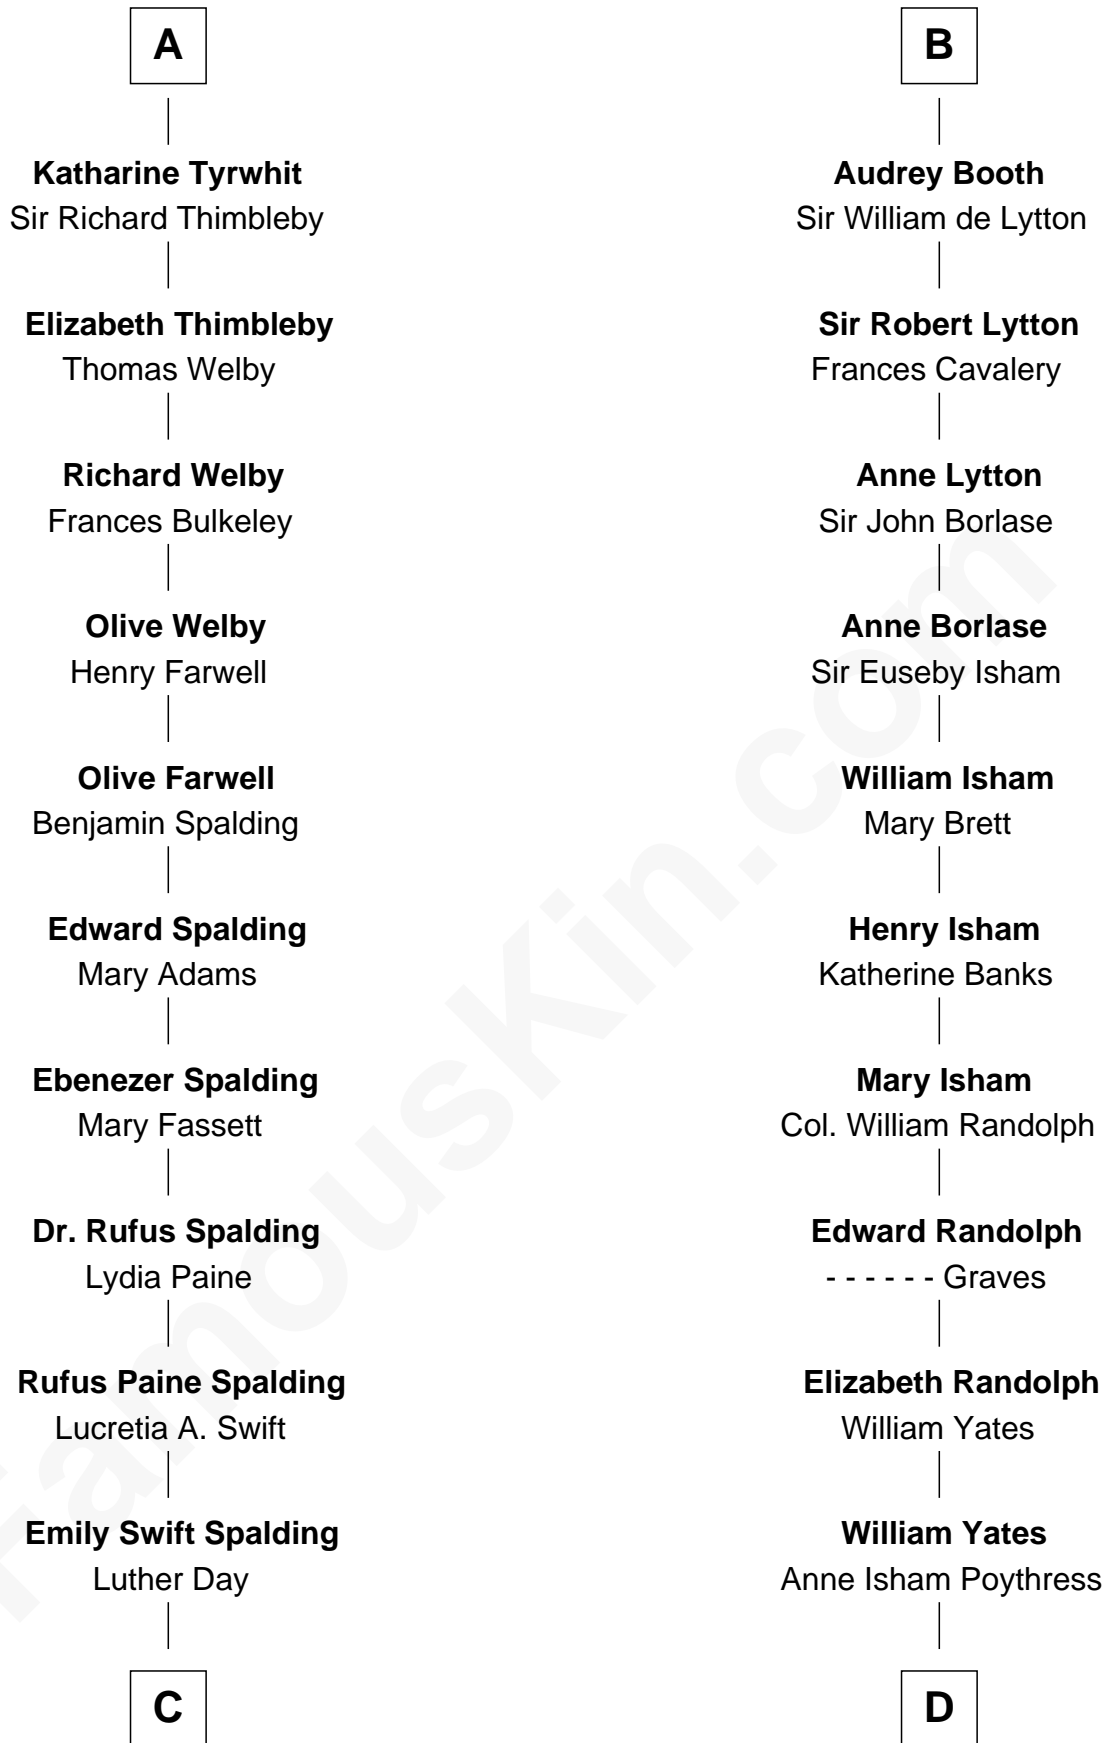 A
Katharine Tyrwhit
Sir Richard Thimbleby
Elizabeth Thimbleby
Thomas Welby
Richard Welby
Frances Bulkeley
Olive Welby
Henry Farwell
Olive Farwell
Benjamin Spalding
Edward Spalding
Mary Adams
Ebenezer Spalding
Mary Fassett
Dr. Rufus Spalding
Lydia Paine
Rufus Paine Spalding
Lucretia A. Swift
Emily Swift Spalding
Luther Day
C
B
Audrey Booth
Sir William de Lytton
Sir Robert Lytton
Frances Cavalery
Anne Lytton
Sir John Borlase
Anne Borlase
Sir Euseby Isham
William Isham
Mary Brett
Henry Isham
Katherine Banks
Mary Isham
Col. William Randolph
Edward Randolph
- - - - - - Graves
Elizabeth Randolph
William Yates
William Yates
Anne Isham Poythress
D
FamousKin.com